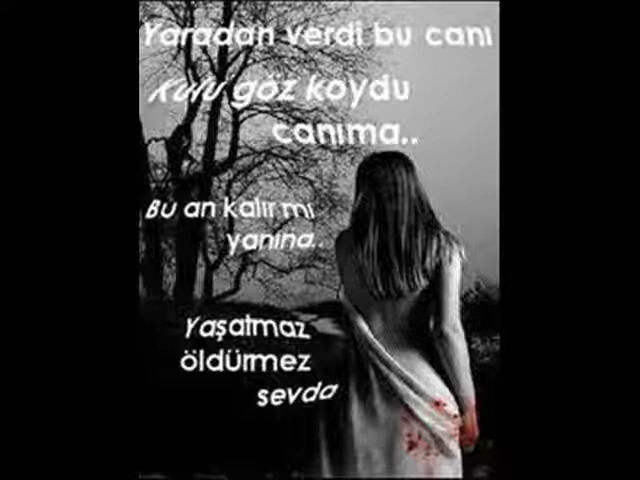 Yaradan verdi bu canı
Kulu göz koydu
canıma..
Bu an kalır mı
yanına..
Yaşatmaz
öldürmez
sevda